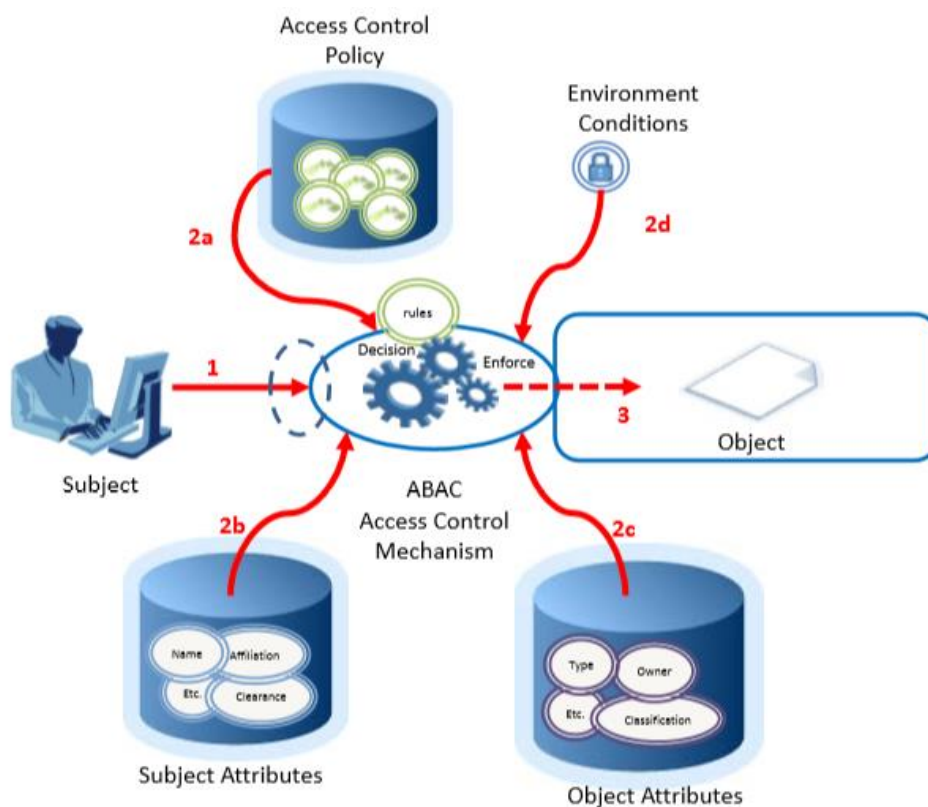 Access Control
Policy
Environment
Conditions
2a
2d
rules
Decision
Enforce
1
3
Subject
Object
ABAC
Access Control
Mechanism
2b
2c
Name
Affiliation
Etc.
Clearance
Type
Owner
Etc.
Classification
Subject Attributes
Object Attributes